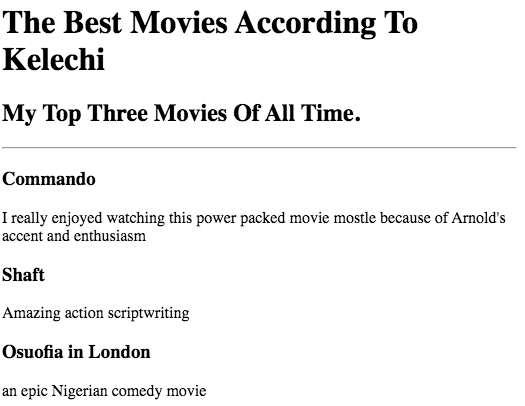 The Best Movies According To
Kelechi
My Top Three Movies Of All Time.
Commando
I really enjoyed watching this power packed movie mostle because of Arnold's
accent and enthusiasm
Shaft
Amazing action scriptwriting
Osuofia in London
an epic Nigerian comedy movie